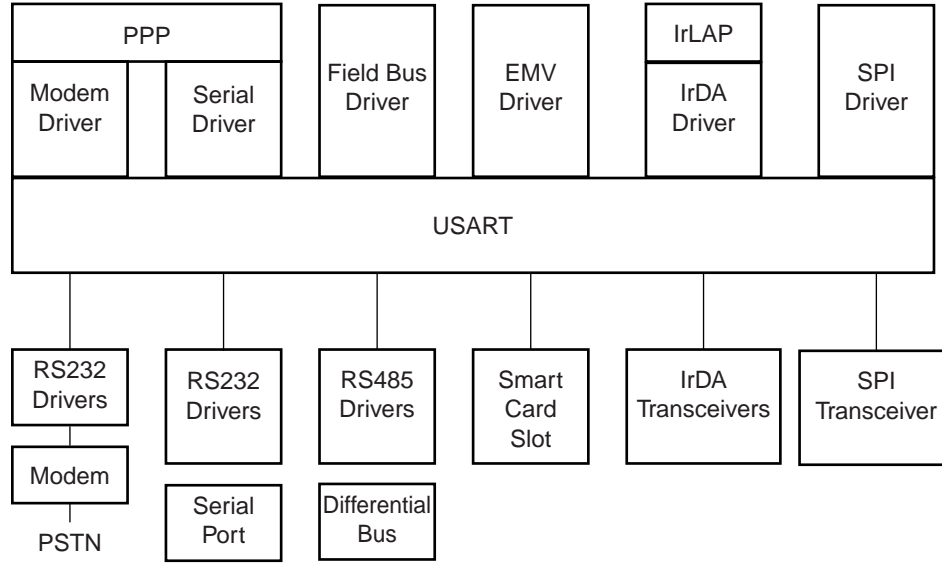 PPP
Modem
Driver
Serial
Driver
Field Bus
Driver
EMV
Driver
IrLAP
IrDA
Driver
SPI
Driver
USART
RS232
Drivers
Modem
PSTN
RS232
Drivers
Serial
Port
RS485
Drivers
Differential
Bus
Smart
Card
Slot
IrDA
Transceivers
SPI
Transceiver